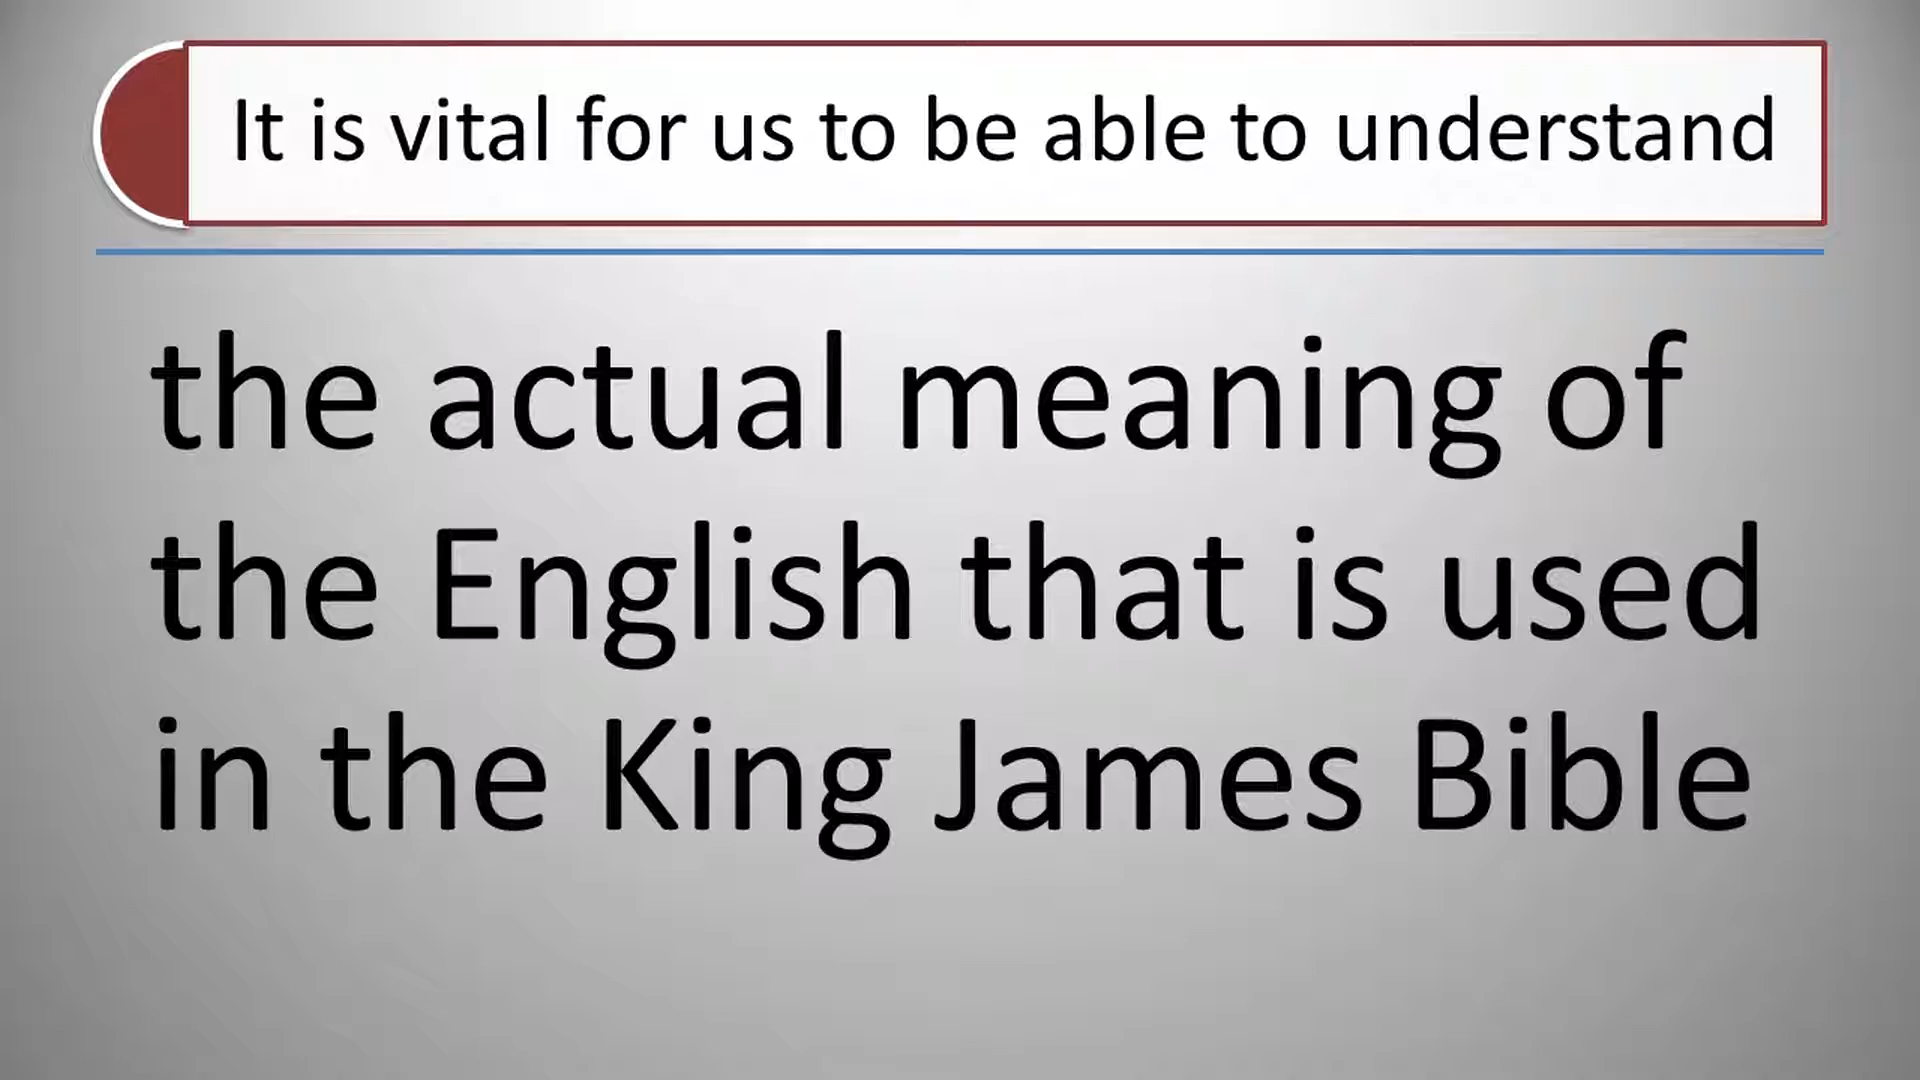 It is vital for us to be able to understand
the actual meaning of
the English that is used
in the King James Bible